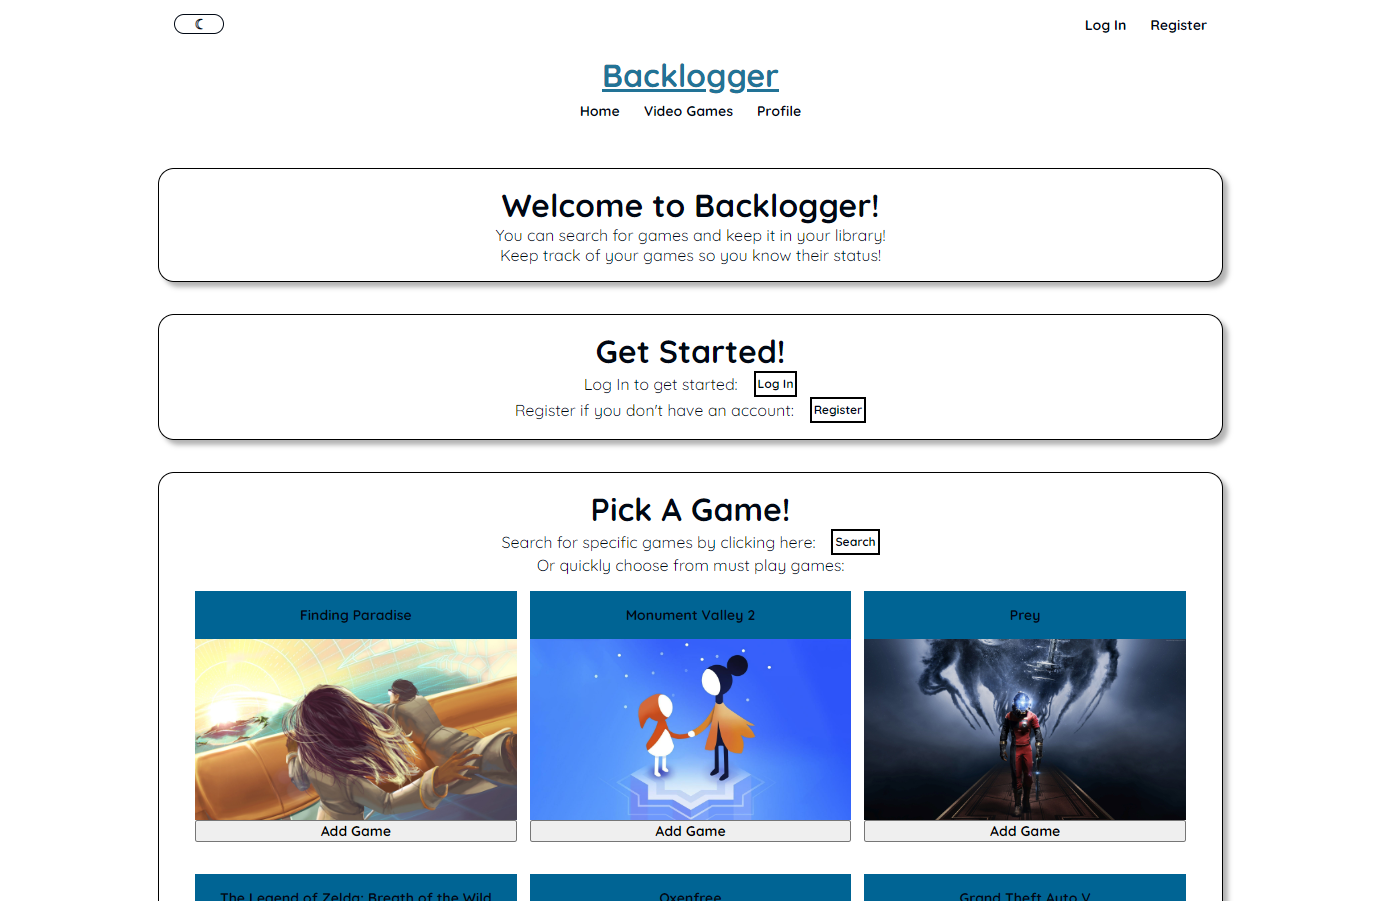 Log In Register
Backlogger
Home Video Games Profile
Welcome to Backlogger!
You can search for games and keep it in your library!
Keep track of your games so you know their status!
Get Started!
Log In to get started: Log In
Register if you don't have an account: Register
Pick A Game!
Search for specific games by clicking here: Search
Or quickly choose from must play games:
Finding Paradise Monument Valley 2 Prey
Add Game Add Game Add Game
The Legend of Zelda: Breath of the Wild Oxenfree Grand Theft Auto V